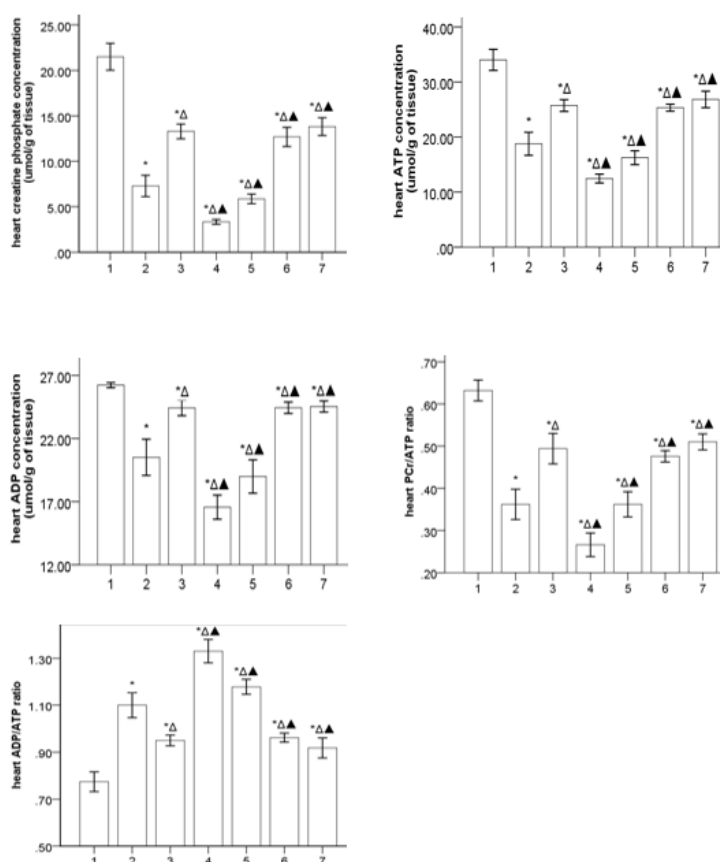 heart creatine phosphate concentration
(umol/g of tissue)
25.00
20.00
15.00
10.00
5.00
.00
*
*Δ
*Δ▲
*Δ▲
*Δ▲
*Δ▲
1 2 3 4 5 6 7
heart ATP concentration
(umol/g of tissue)
40.00
30.00
20.00
10.00
.00
*
*Δ
*Δ▲
*Δ▲
*Δ▲
*Δ▲
1 2 3 4 5 6 7
heart ADP concentration
(umol/g of tissue)
27.00
22.00
17.00
12.00
*
*Δ
*Δ▲
*Δ▲
*Δ▲
*Δ▲
1 2 3 4 5 6 7
heart PCr/ATP ratio
.70
.60
.50
.40
.30
.20
*
*Δ
*Δ▲
*Δ▲
*Δ▲
*Δ▲
1 2 3 4 5 6 7
heart ADP/ATP ratio
1.30
1.10
.90
.70
.50
*
*Δ
*Δ▲
*Δ▲
*Δ▲
*Δ▲
1 2 3 4 5 6 7